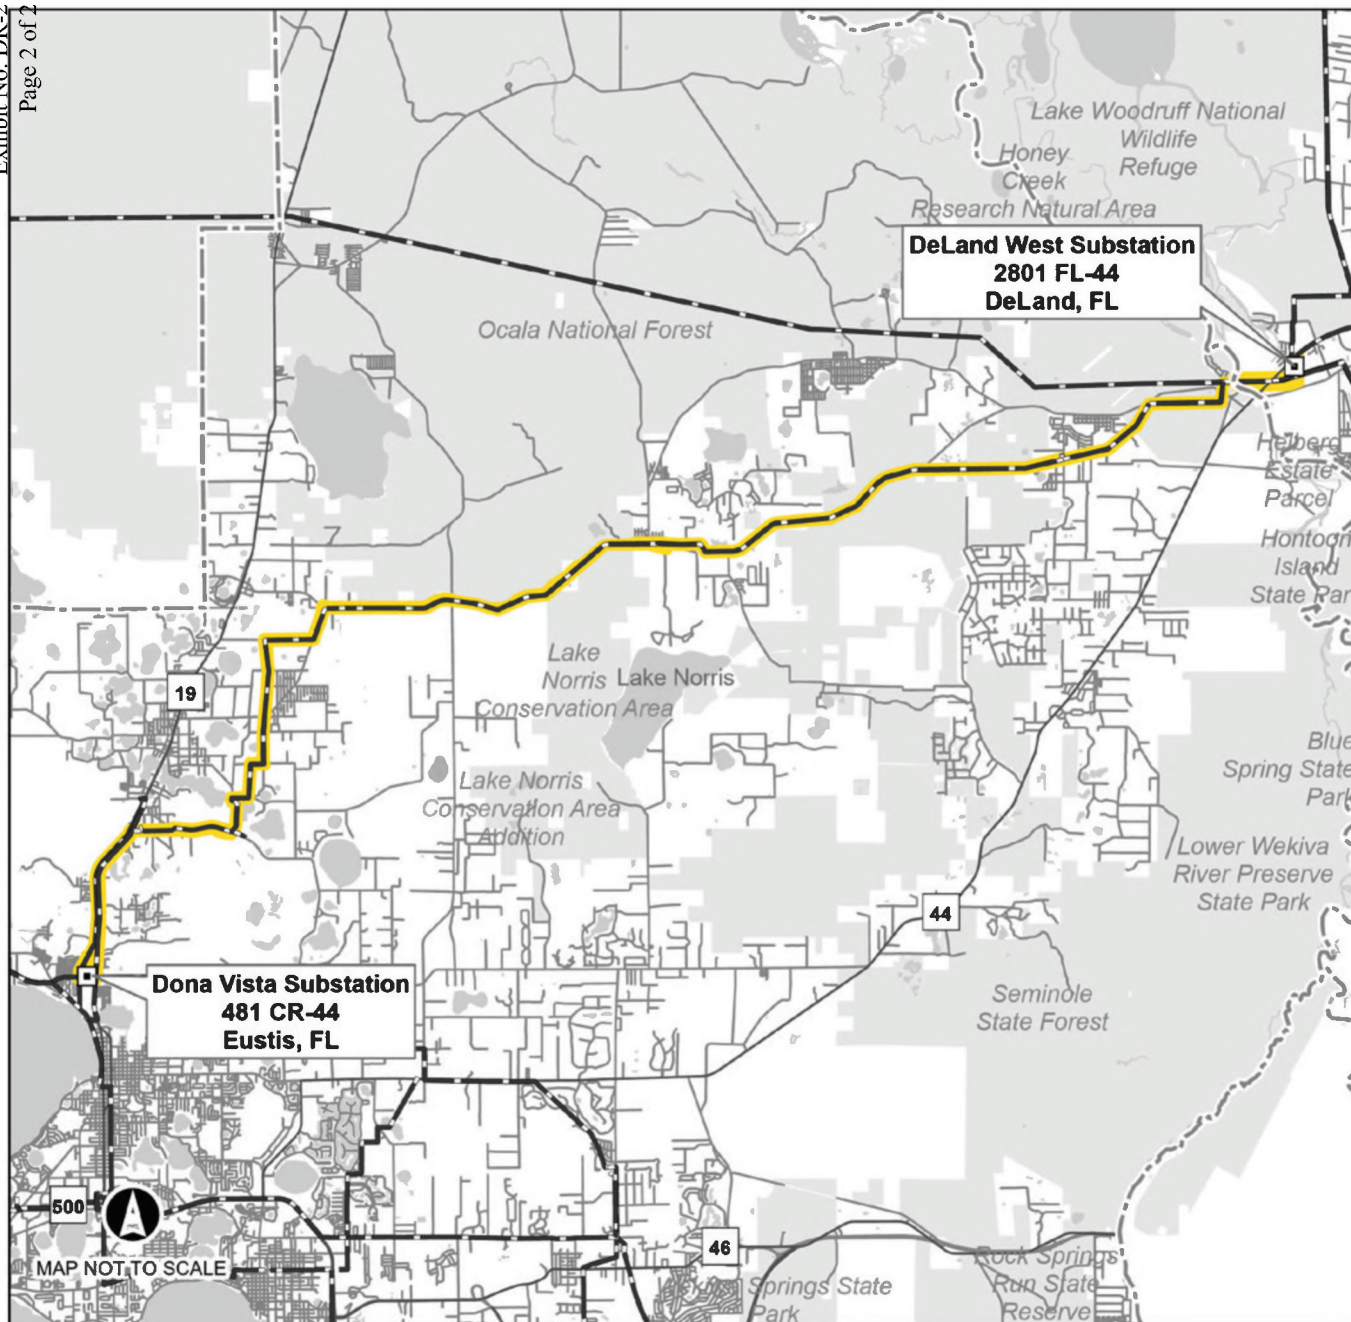 Page 2 of 2
Lake Woodruff National
Wildlife
Refuge
Honey
Creek
Research Natural Area
DeLand West Substation
2801 FL-44
DeLand, FL
Ocala National Forest
Estate
Parcel
Island
Lake
Norris
Conservation Area
Lake Norris
19
Lake Norris
Conservation Area
Addition
Blue
Spring State
Park
Lower Wekiva
River Preserve
State Park
44
Dona Vista Substation
481 CR-44
Eustis, FL
Seminole
State Forest
500
MAP NOT TO SCALE
46
Springs State
Park
Rock Springs
Run State
Reserve